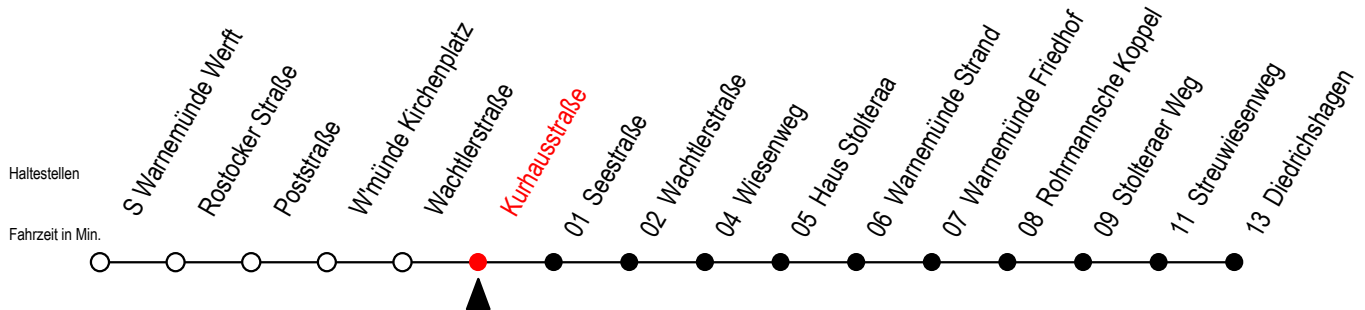 Haltestellen
Fahrzeit in Min.
S Warnemünde Werft
Rostocker Straße
Poststraße
W'münde Kirchenplatz
Wachtlerstraße
Kurhausstraße
01 Seestraße
02 Wachtlerstraße
04 Wiesenweg
05 Haus Stolteraa
06 Warnemünde Strand
07 Warnemünde Friedhof
08 Rohrmannsche Koppel
09 Stolteraer Weg
11 Streuwiesenweg
13 Diedrichshagen